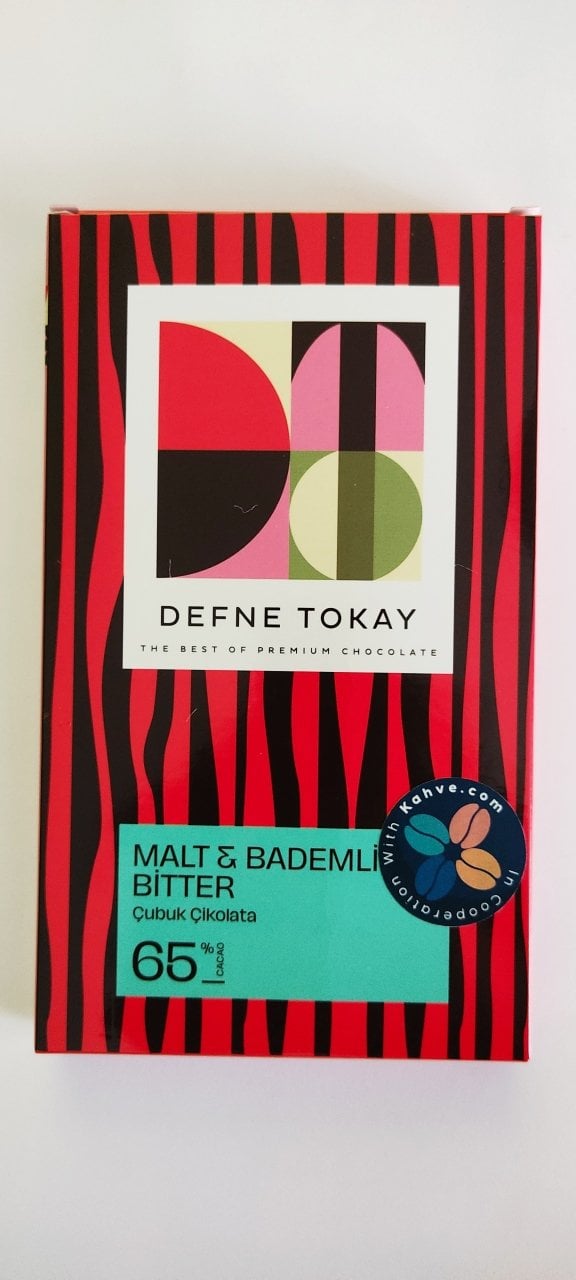 DEFNE TOKAY
THE BEST OF PREMIUM CHOCOLATE
Kahve.com
In Cooperation With
MALT & BADEMLİ
BİTTER
Çubuk Çikolata
65%
CACAO